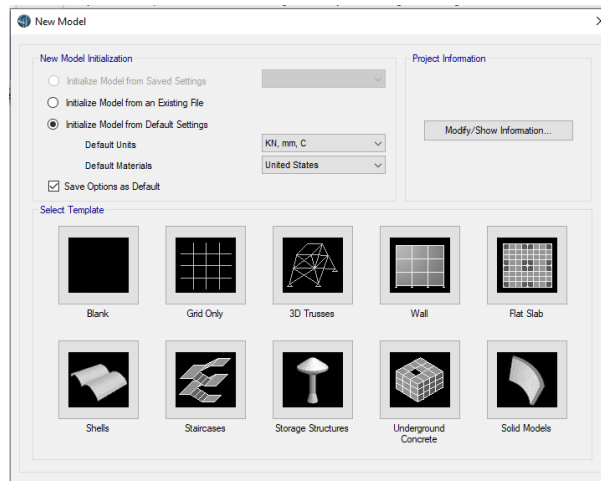 New Model
New Model Initialization
Project Information
Initialize Model from Saved Settings
Initialize Model from an Existing File
Initialize Model from Default Settings
Modify/Show Information...
Default Units
KN, mm, C
Default Materials
United States
Save Options as Default
Select Template
Blank
Grid Only
3D Trusses
Wall
Flat Slab
Shells
Staircases
Storage Structures
Underground
Concrete
Solid Models